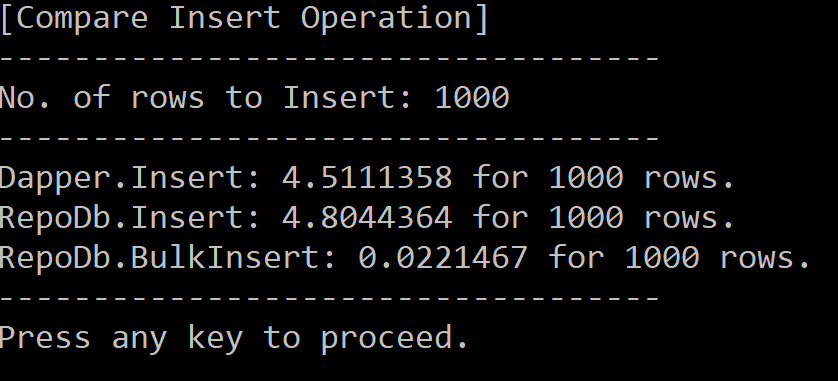 [Compare Insert Operation]
-----------------------------------
No. of rows to Insert: 1000
-----------------------------------
Dapper.Insert: 4.5111358 for 1000 rows.
RepoDb.Insert: 4.8044364 for 1000 rows.
RepoDb.BulkInsert: 0.0221467 for 1000 rows.
-----------------------------------
Press any key to proceed.